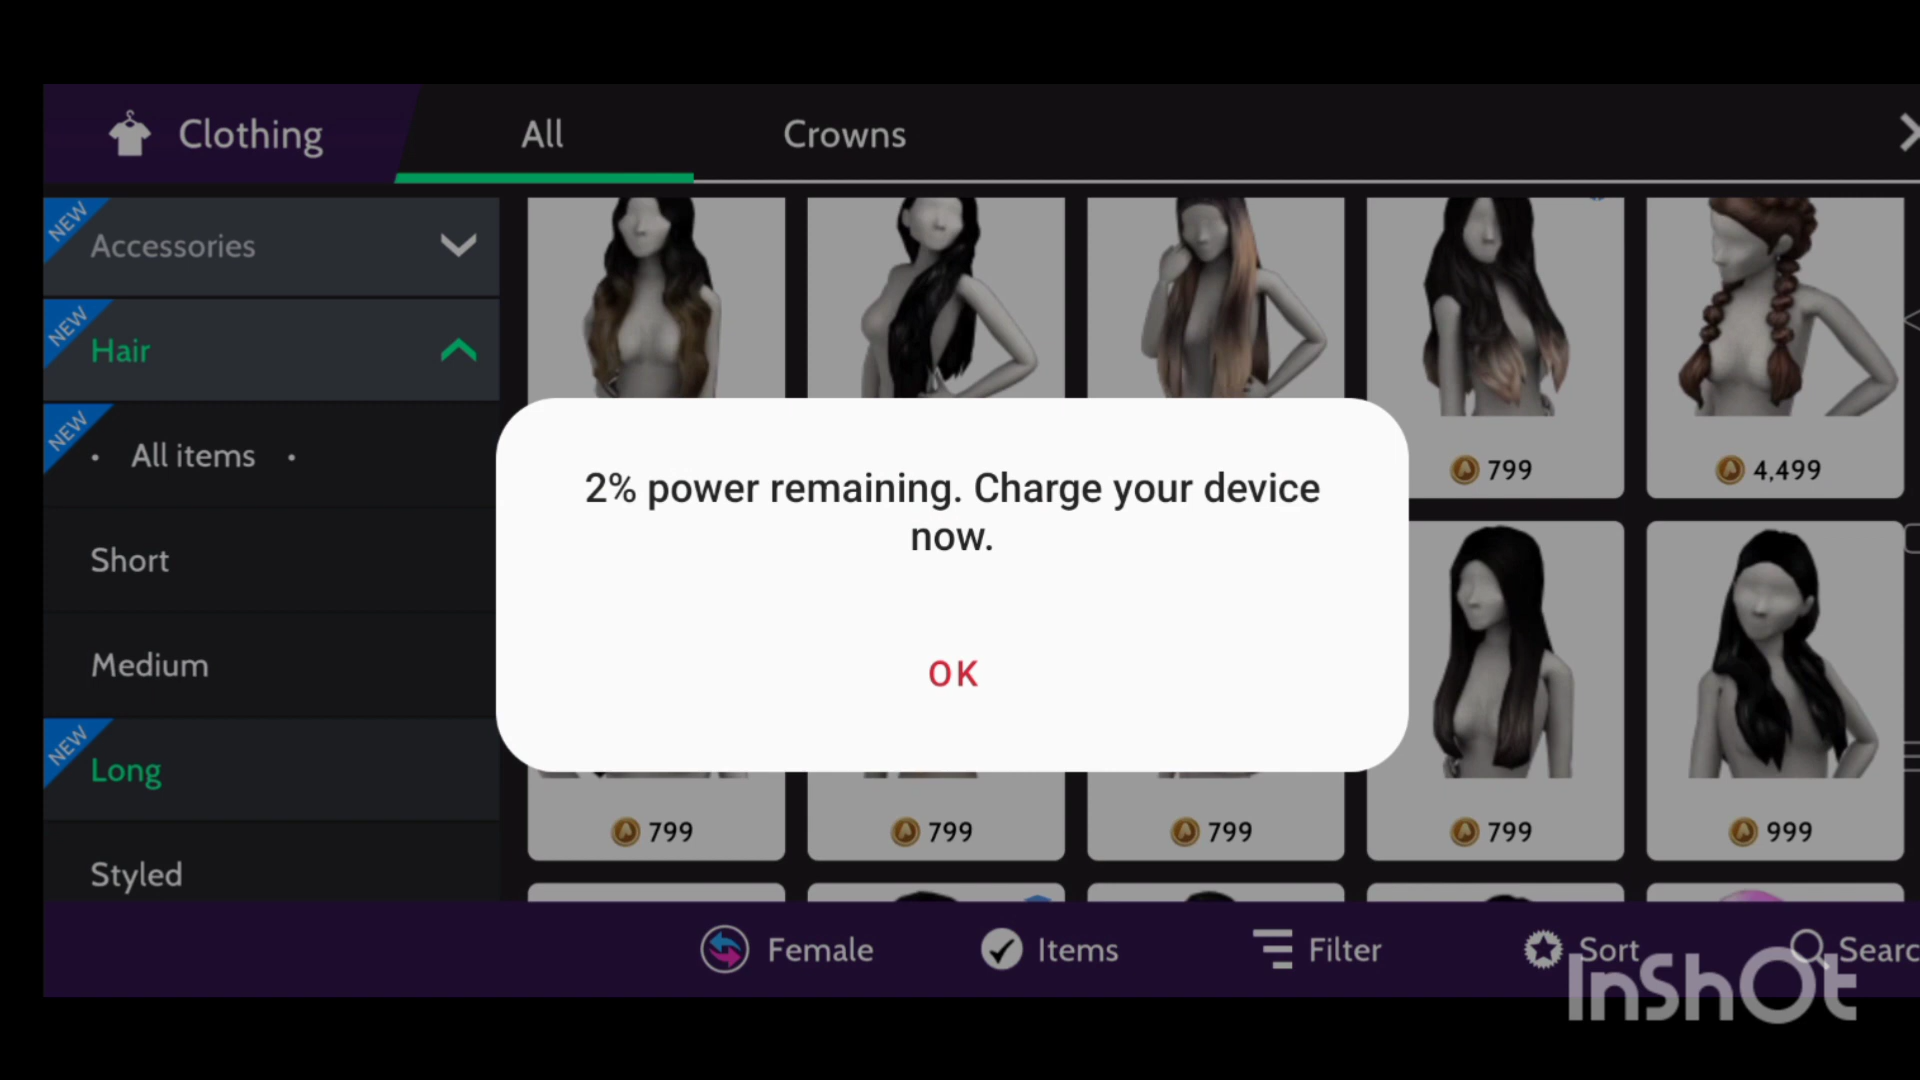 Clothing
All
Crowns
NEW
Accessories
NEW
Hair
NEW
• All items •
Short
Medium
NEW
Long
Styled
799
4,499
2% power remaining. Charge your device
now.
OK
799
799
799
799
999
Female
Items
Filter
Sort
Searc
InShOt